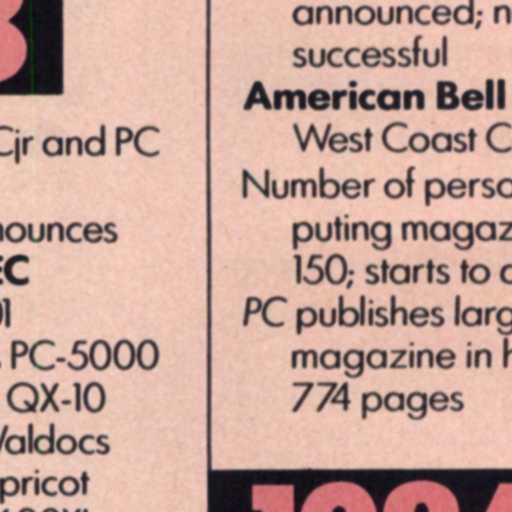 3
Cjr and PC
nounces
EC
01
PC-5000
QX-10
Valdocs
pricot
announced; n
successful
American Bell
West Coast C
Number of perso
puting magaz
150; starts to
PC publishes larg
magazine in h
774 pages